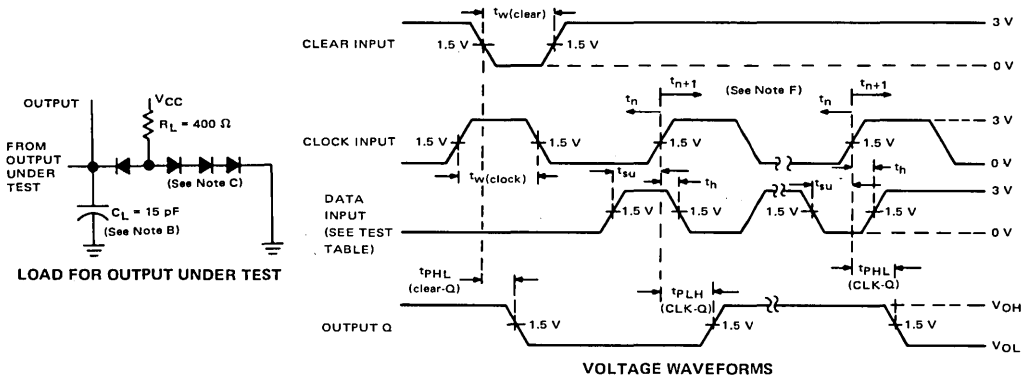 OUTPUT
VCC
RL = 400 Ω
FROM
OUTPUT
UNDER
TEST
(See Note C)
CL = 15 pF
(See Note B)
LOAD FOR OUTPUT UNDER TEST
CLEAR INPUT
tw(clear)
1.5 V
1.5 V
3 V
0 V
CLOCK INPUT
tn
tn+1
(See Note F)
tn
tn+1
1.5 V
1.5 V
1.5 V
1.5 V
3 V
0 V
tw(clock)
tsu
th
tsu
th
DATA
INPUT
(SEE TEST
TABLE)
1.5 V
1.5 V
1.5 V
1.5 V
3 V
0 V
tPHL
(clear-Q)
tPLH
(CLK-Q)
tPHL
(CLK-Q)
OUTPUT Q
1.5 V
1.5 V
1.5 V
VOH
VOL
VOLTAGE WAVEFORMS